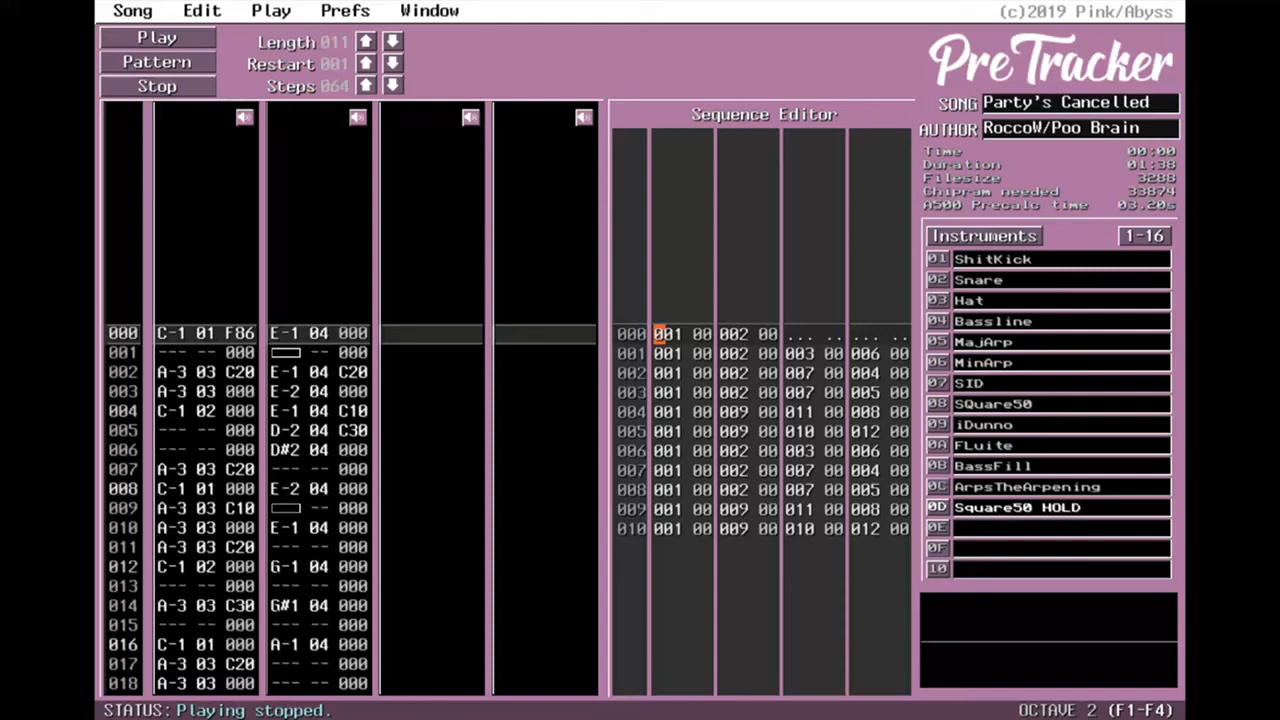 Song Edit Play Prefs Window (c)2019 Pink/Abyss
Play
Pattern
Stop
Length 011
Restart 001
Steps 064
PreTracker
SONG Party's Cancelled
AUTHOR RoccoW/Poo Brain
Time 00:00
Duration 01:38
Filesize 3288
Chipram needed 33874
A500 Precalc time 03.20s
Instruments 1-16
01 ShitKick
02 Snare
03 Hat
04 Bassline
05 MajArp
06 MinArp
07 SID
08 SQuare50
09 iDunno
0A FLuite
0B BassFill
0C ArpsTheArpening
0D Square50 HOLD
0E
0F
10
000 C-1 01 F86 E-1 04 000
001 --- -- 000 -- 000
002 A-3 03 C20 E-1 04 C20
003 A-3 03 C20 E-2 04 000
004 C-1 02 000 E-1 04 C10
005 --- -- 000 D-2 04 C30
006 --- -- 000 D#2 04 000
007 A-3 03 C20 --- -- 000
008 C-1 01 000 E-2 04 000
009 A-3 03 C10 -- 000
010 A-3 03 000 E-1 04 000
011 A-3 03 C20 --- -- 000
012 C-1 02 000 G-1 04 000
013 --- -- 000 --- -- 000
014 A-3 03 C30 G#1 04 000
015 --- -- 000 --- -- 000
016 C-1 01 000 A-1 04 000
017 A-3 03 C20 --- -- 000
018 A-3 03 000 --- -- 000
Sequence Editor
000 001 00 002 00 ... .. ... ..
001 001 00 002 00 003 00 006 00
002 001 00 002 00 007 00 004 00
003 001 00 002 00 007 00 005 00
004 001 00 009 00 011 00 008 00
005 001 00 009 00 010 00 012 00
006 001 00 002 00 003 00 006 00
007 001 00 002 00 007 00 004 00
008 001 00 002 00 007 00 005 00
009 001 00 009 00 011 00 008 00
010 001 00 009 00 010 00 012 00
STATUS: Playing stopped. OCTAVE 2 (F1-F4)